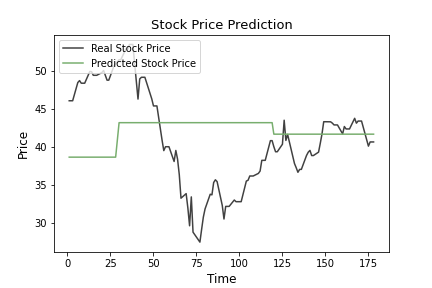 Stock Price Prediction
Real Stock Price
Predicted Stock Price
Price
50
45
40
35
30
0 25 50 75 100 125 150 175
Time